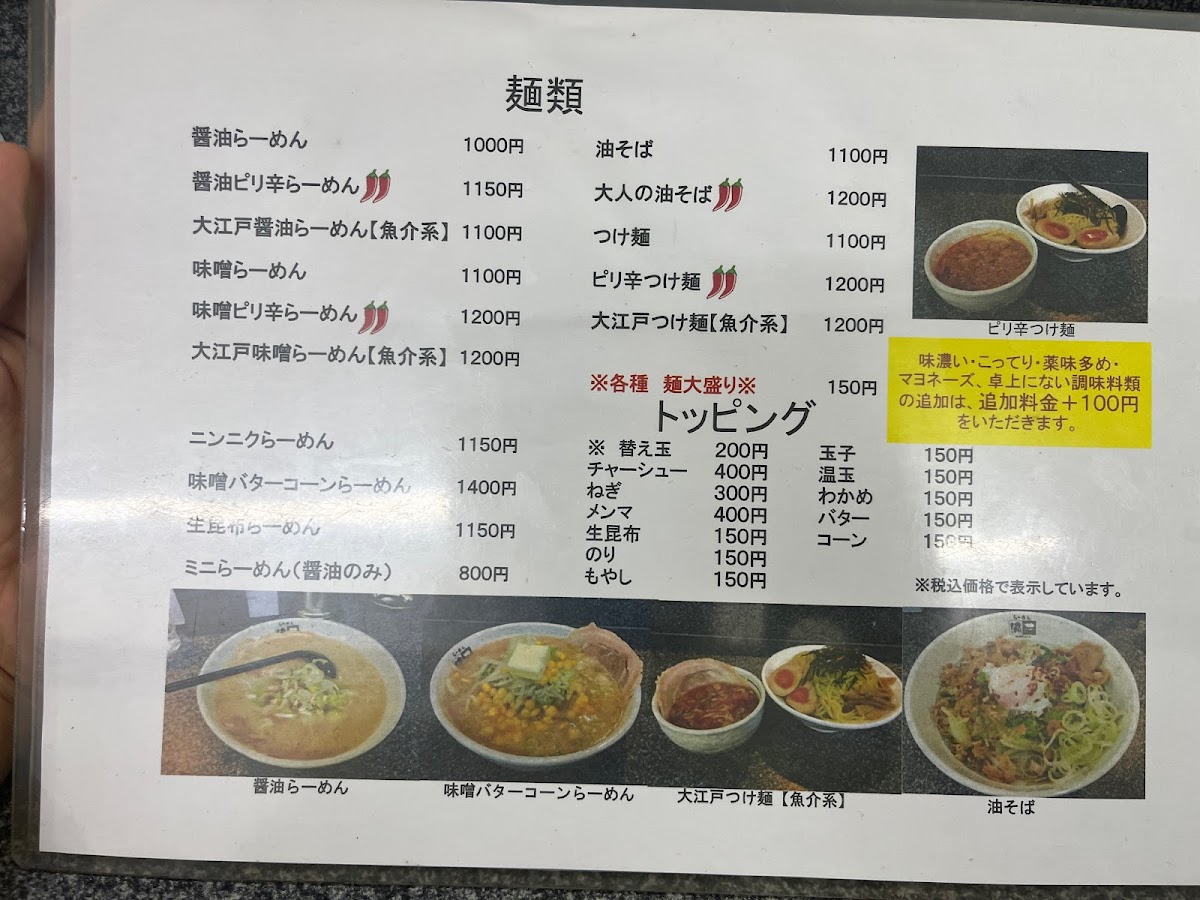 麺類
醤油らーめん 1000円
醤油ピリ辛らーめん 1150円
大江戸醤油らーめん【魚介系】 1100円
味噌らーめん 1100円
味噌ピリ辛らーめん 1200円
大江戸味噌らーめん【魚介系】 1200円
ニンニクらーめん 1150円
味噌バターコーンらーめん 1400円
生昆布らーめん 1150円
ミニらーめん(醤油のみ) 800円
油そば 1100円
大人の油そば 1200円
つけ麺 1100円
ピリ辛つけ麺 1200円
大江戸つけ麺【魚介系】 1200円
※各種 麺大盛り※ 150円
トッピング
※ 替え玉 200円
チャーシュー 400円
ねぎ 300円
メンマ 400円
生昆布 150円
のり 150円
もやし 150円
玉子 150円
温玉 150円
わかめ 150円
バター 150円
コーン 150円
ピリ辛つけ麺
味濃い・こってり・薬味多め・
マヨネーズ、卓上にない調味料類
の追加は、追加料金+100円
をいただきます。
※税込価格で表示しています。
醤油らーめん
味噌バターコーンらーめん
大江戸つけ麺【魚介系】
油そば